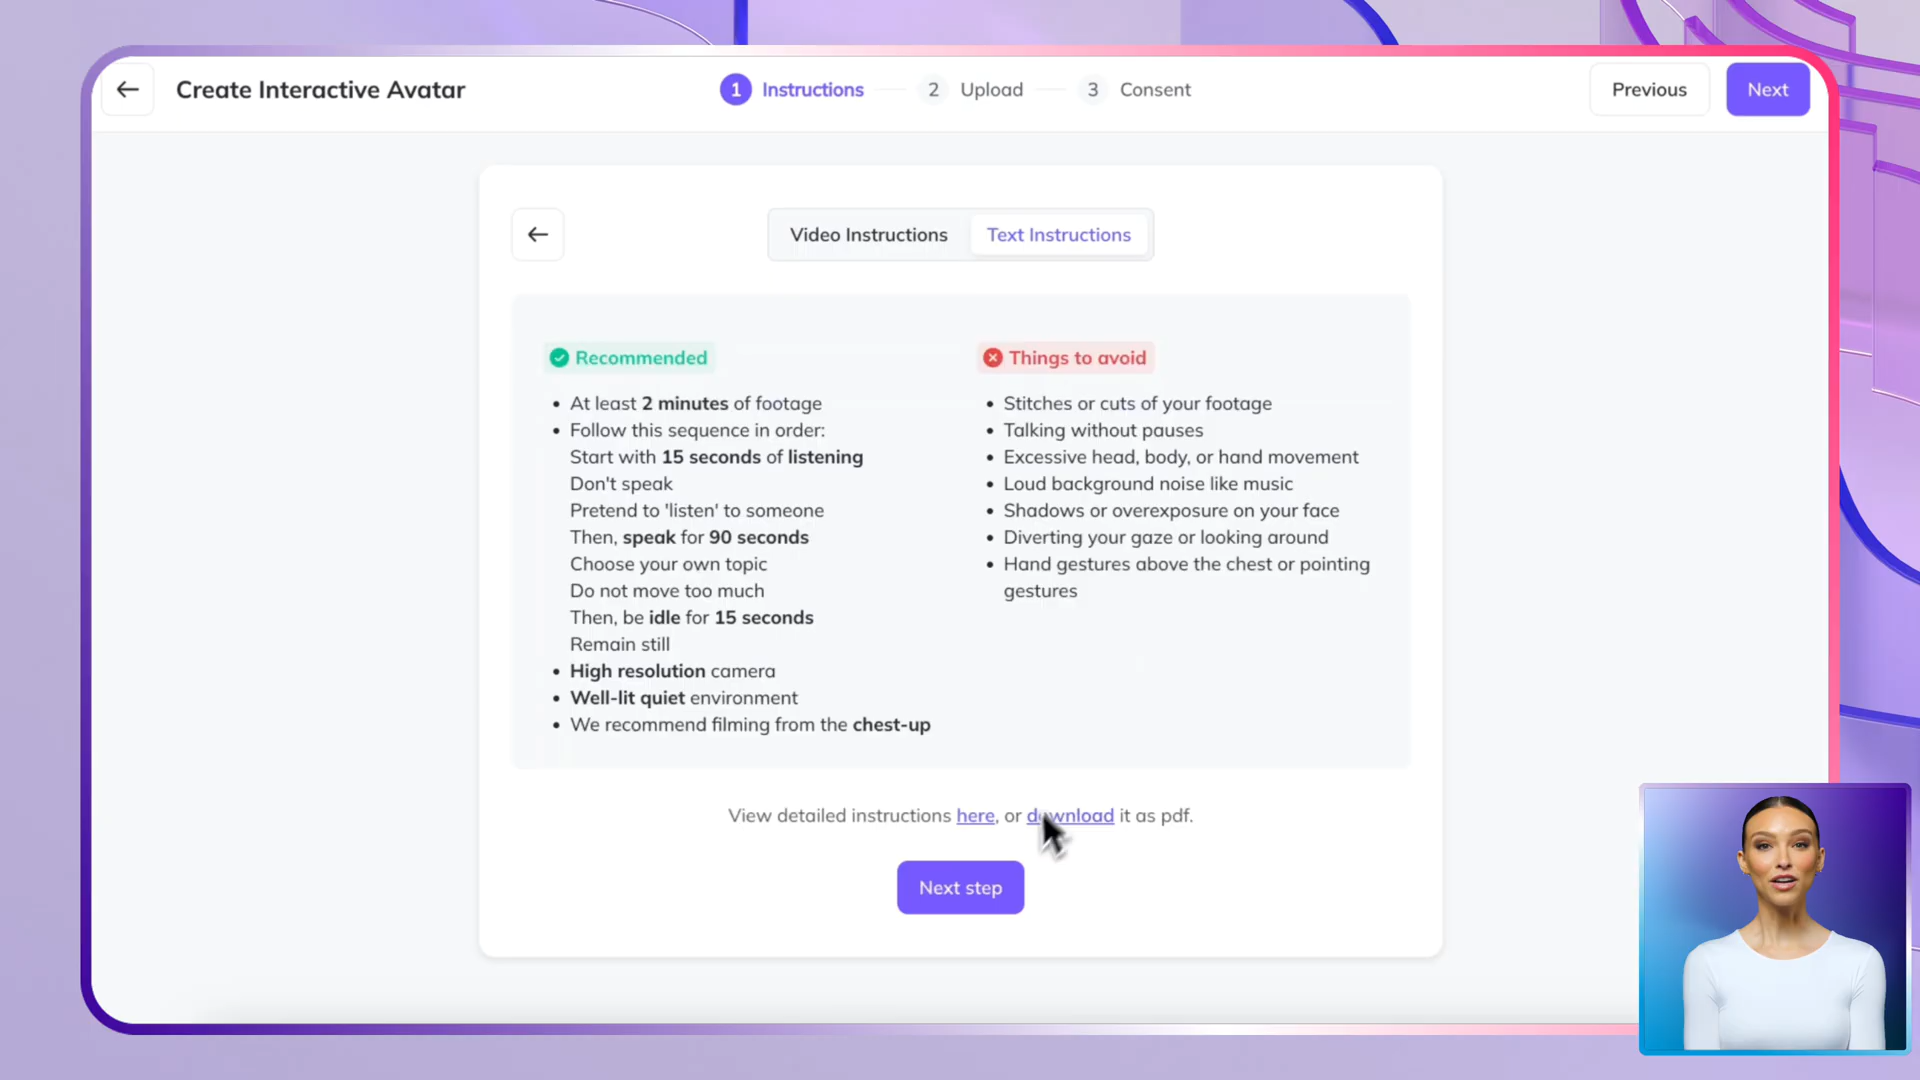 Create Interactive Avatar
1 Instructions
2 Upload
3 Consent
Previous
Next
Video Instructions
Text Instructions
Recommended
• At least 2 minutes of footage
• Follow this sequence in order:
Start with 15 seconds of listening
Don't speak
Pretend to 'listen' to someone
Then, speak for 90 seconds
Choose your own topic
Do not move too much
Then, be idle for 15 seconds
Remain still
• High resolution camera
• Well-lit quiet environment
• We recommend filming from the chest-up
Things to avoid
• Stitches or cuts of your footage
• Talking without pauses
• Excessive head, body, or hand movement
• Loud background noise like music
• Shadows or overexposure on your face
• Diverting your gaze or looking around
• Hand gestures above the chest or pointing
gestures
View detailed instructions here, or download it as pdf.
Next step